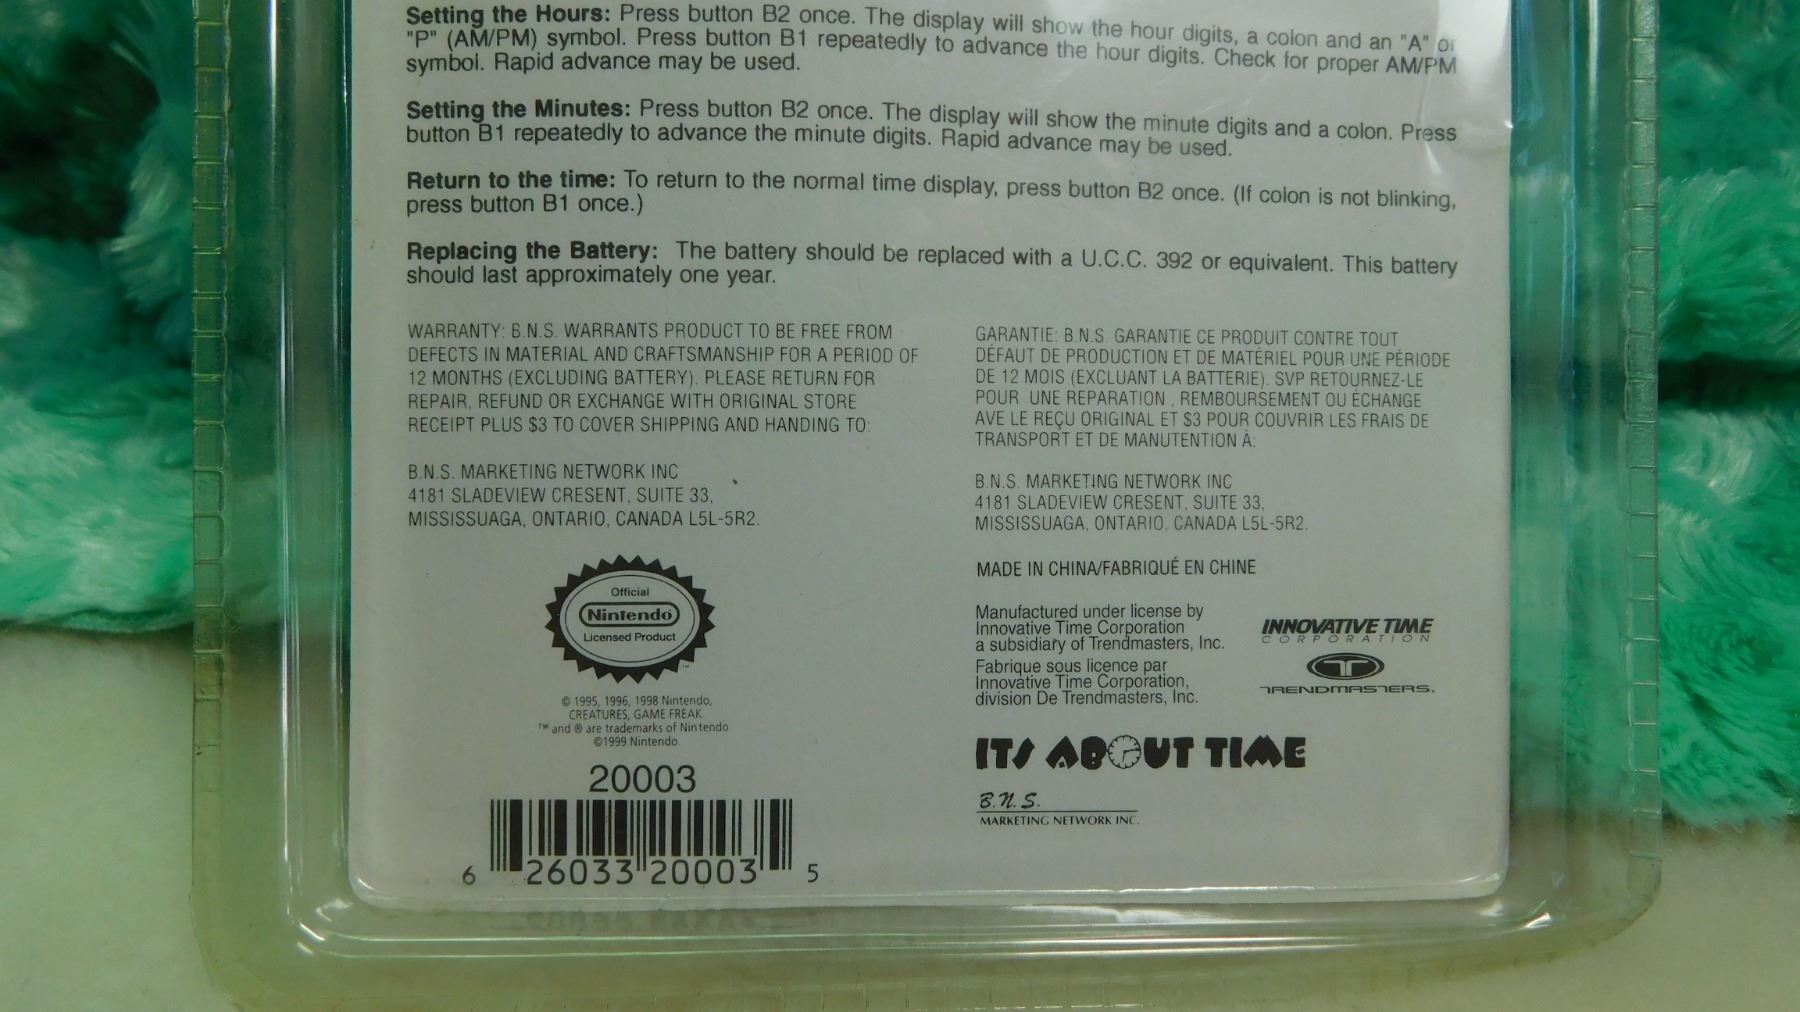 Setting the Hours: Press button B2 once. The display will show the hour digits, a colon and an "A" or
"P" (AM/PM) symbol. Press button B1 repeatedly to advance the hour digits. Check for proper AM/PM
symbol. Rapid advance may be used.
Setting the Minutes: Press button B2 once. The display will show the minute digits and a colon. Press
button B1 repeatedly to advance the minute digits. Rapid advance may be used.
Return to the time: To return to the normal time display, press button B2 once. (If colon is not blinking,
press button B1 once.)
Replacing the Battery: The battery should be replaced with a U.C.C. 392 or equivalent. This battery
should last approximately one year.
WARRANTY: B.N.S. WARRANTS PRODUCT TO BE FREE FROM
DEFECTS IN MATERIAL AND CRAFTSMANSHIP FOR A PERIOD OF
12 MONTHS (EXCLUDING BATTERY). PLEASE RETURN FOR
REPAIR, REFUND OR EXCHANGE WITH ORIGINAL STORE
RECEIPT PLUS $3 TO COVER SHIPPING AND HANDING TO:
B.N.S. MARKETING NETWORK INC
4181 SLADEVIEW CRESENT, SUITE 33,
MISSISSUAGA, ONTARIO, CANADA L5L-5R2.
GARANTIE: B.N.S. GARANTIE CE PRODUIT CONTRE TOUT
DÉFAUT DE PRODUCTION ET DE MATÉRIEL POUR UNE PÉRIODE
DE 12 MOIS (EXCLUANT LA BATTERIE). SVP RETOURNEZ-LE
POUR UNE REPARATION , REMBOURSEMENT OU ÉCHANGE
AVE LE REÇU ORIGINAL ET $3 POUR COUVRIR LES FRAIS DE
TRANSPORT ET DE MANUTENTION À:
B.N.S. MARKETING NETWORK INC
4181 SLADEVIEW CRESENT, SUITE 33,
MISSISSUAGA, ONTARIO, CANADA L5L-5R2.
Official
Nintendo
Licensed Product
™
© 1995, 1996, 1998 Nintendo,
CREATURES, GAME FREAK
™ and ® are trademarks of Nintendo
©1999 Nintendo
20003
6 26033 20003 5
MADE IN CHINA/FABRIQUÉ EN CHINE
Manufactured under license by
Innovative Time Corporation
a subsidiary of Trendmasters, Inc.
Fabrique sous licence par
Innovative Time Corporation,
division De Trendmasters, Inc.
INNOVATIVE TIME
CORPORATION
TRENDMASTERS.
IT'S ABOUT TIME
B.N.S.
MARKETING NETWORK INC.